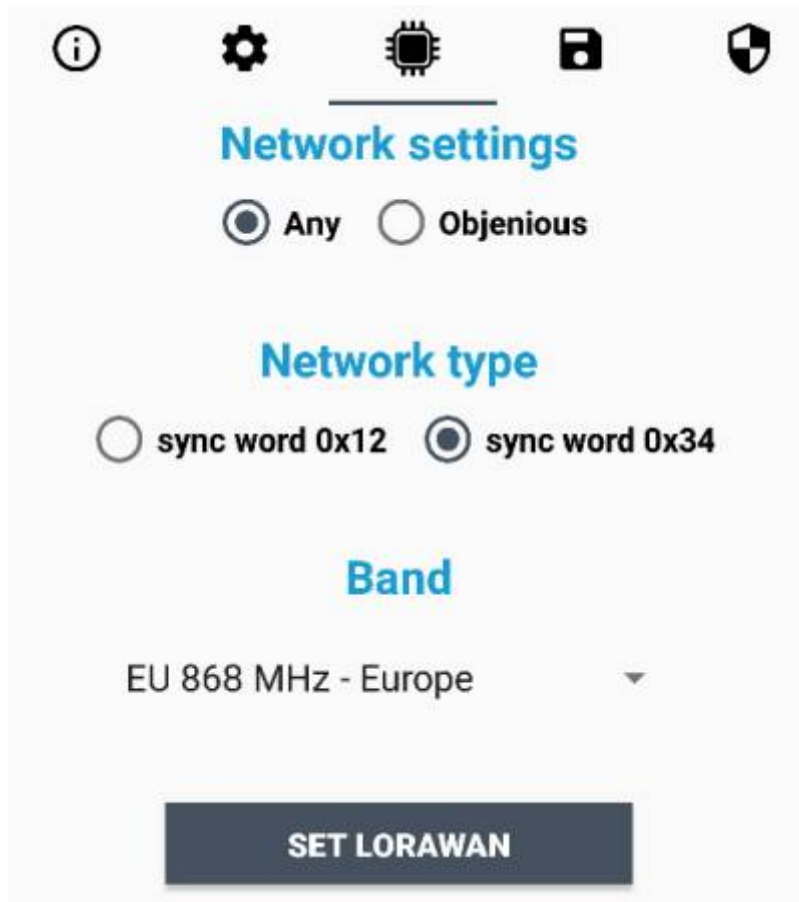 Network settings
Any Objenious
Network type
sync word 0x12 sync word 0x34
Band
EU 868 MHz - Europe
SET LORAWAN